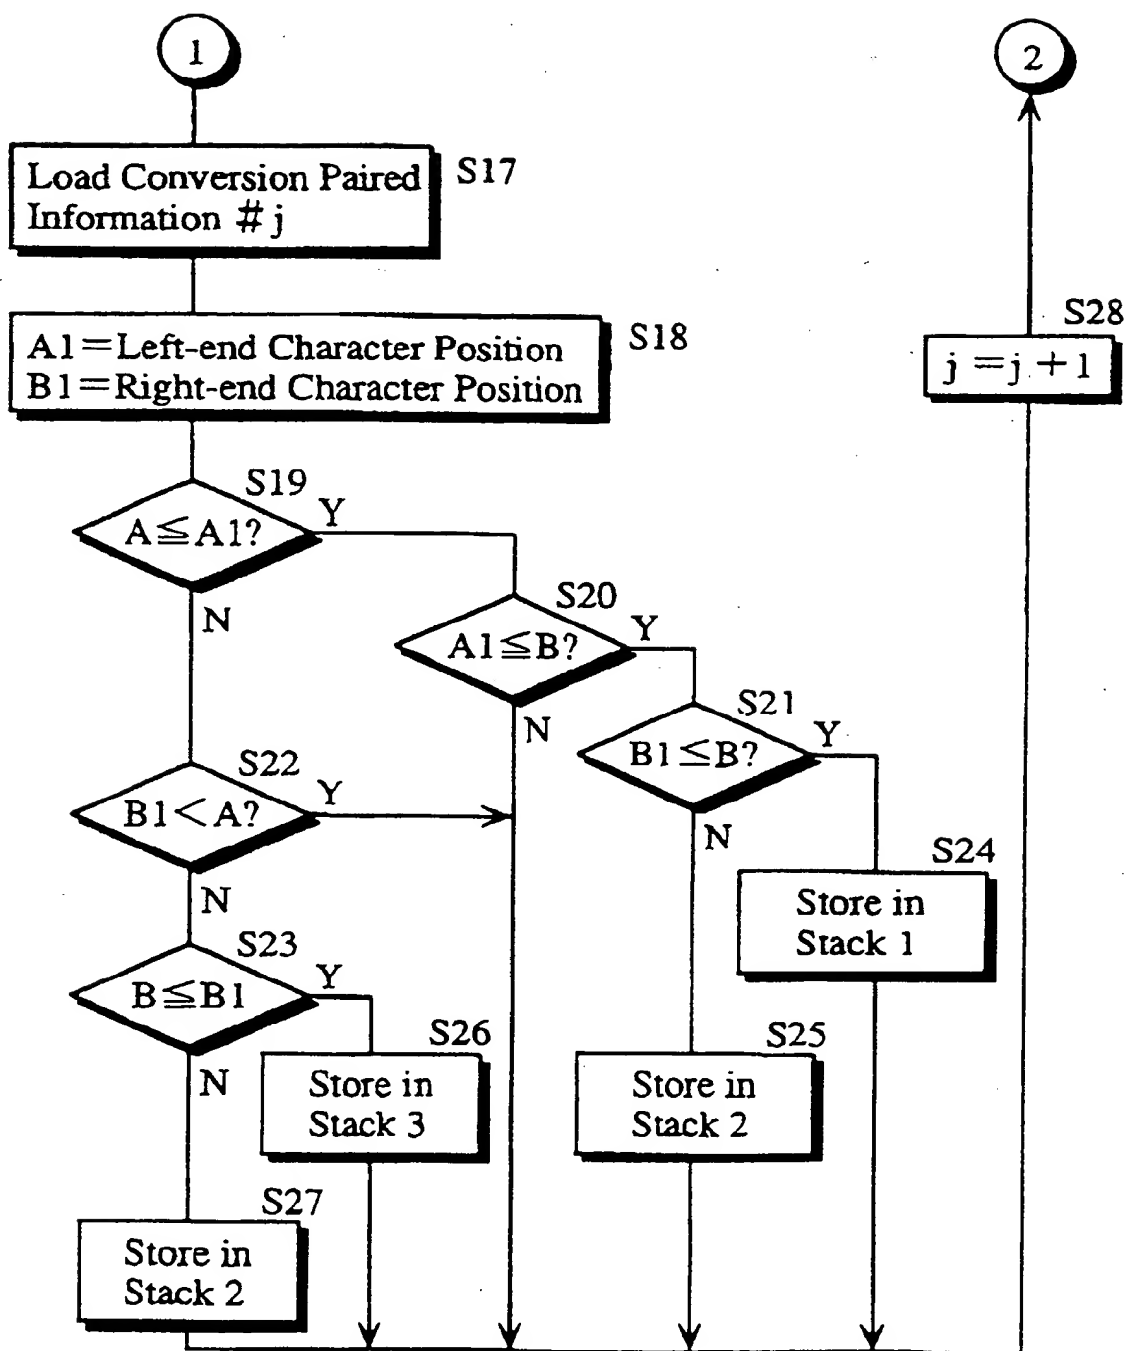 1
2
Load Conversion Paired
Information #j
S17
A1=Left-end Character Position
B1=Right-end Character Position
S18
S28
j=j+1
S19
A≦A1?
Y
N
S20
A1≦B?
Y
N
S21
B1≦B?
Y
N
S22
B1<A?
Y
N
S24
Store in
Stack 1
S23
B≦B1
Y
N
S26
Store in
Stack 3
S25
Store in
Stack 2
S27
Store in
Stack 2